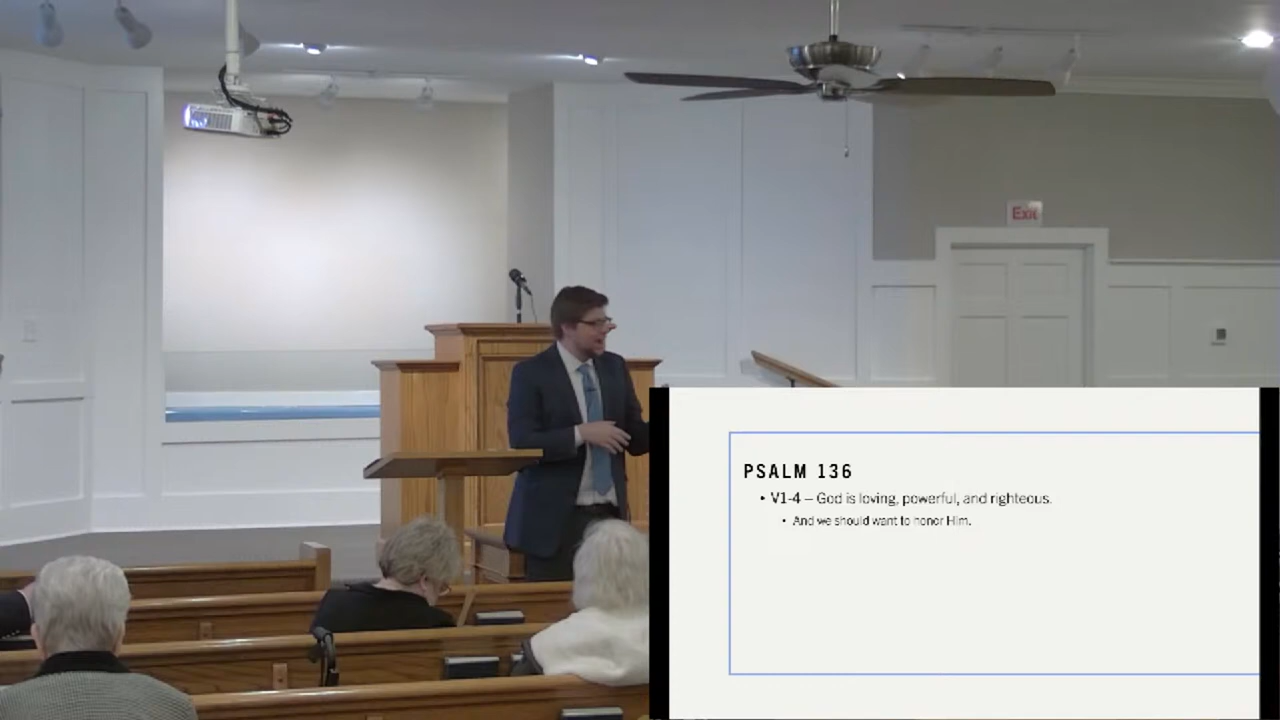 Exit
PSALM 136
• V1-4 – God is loving, powerful, and righteous.
• And we should want to honor Him.